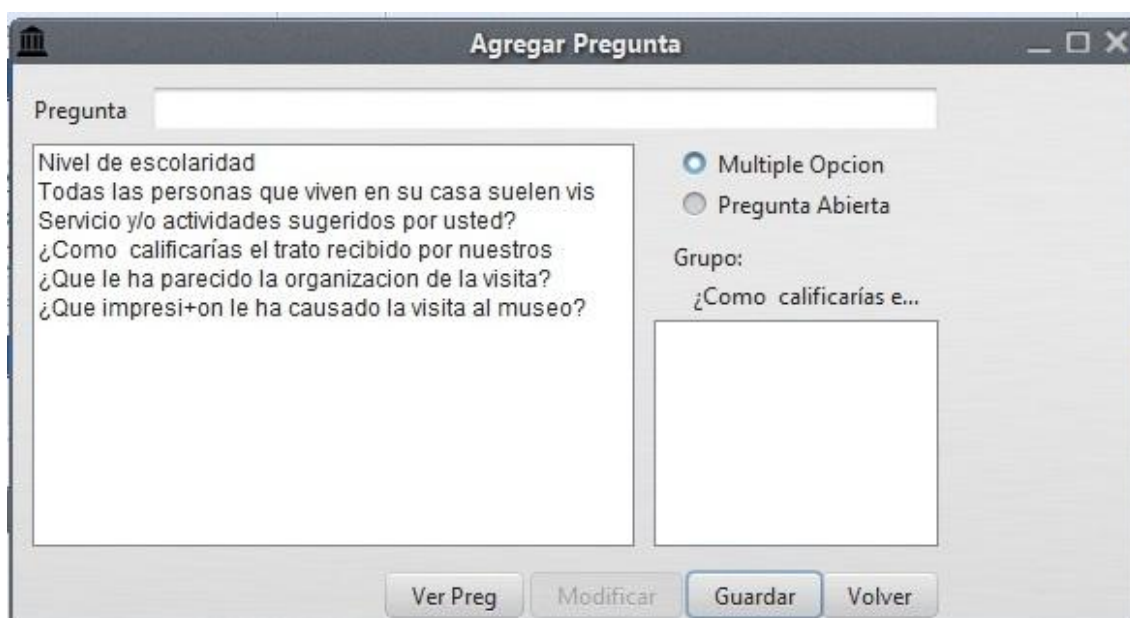 Agregar Pregunta
Pregunta
Nivel de escolaridad
Todas las personas que viven en su casa suelen vis
Servicio y/o actividades sugeridos por usted?
¿Como  calificarías el trato recibido por nuestros
¿Que le ha parecido la organizacion de la visita?
¿Que impresi+on le ha causado la visita al museo?
Multiple Opcion
Pregunta Abierta
Grupo:
¿Como  calificarías e...
Ver Preg
Modificar
Guardar
Volver